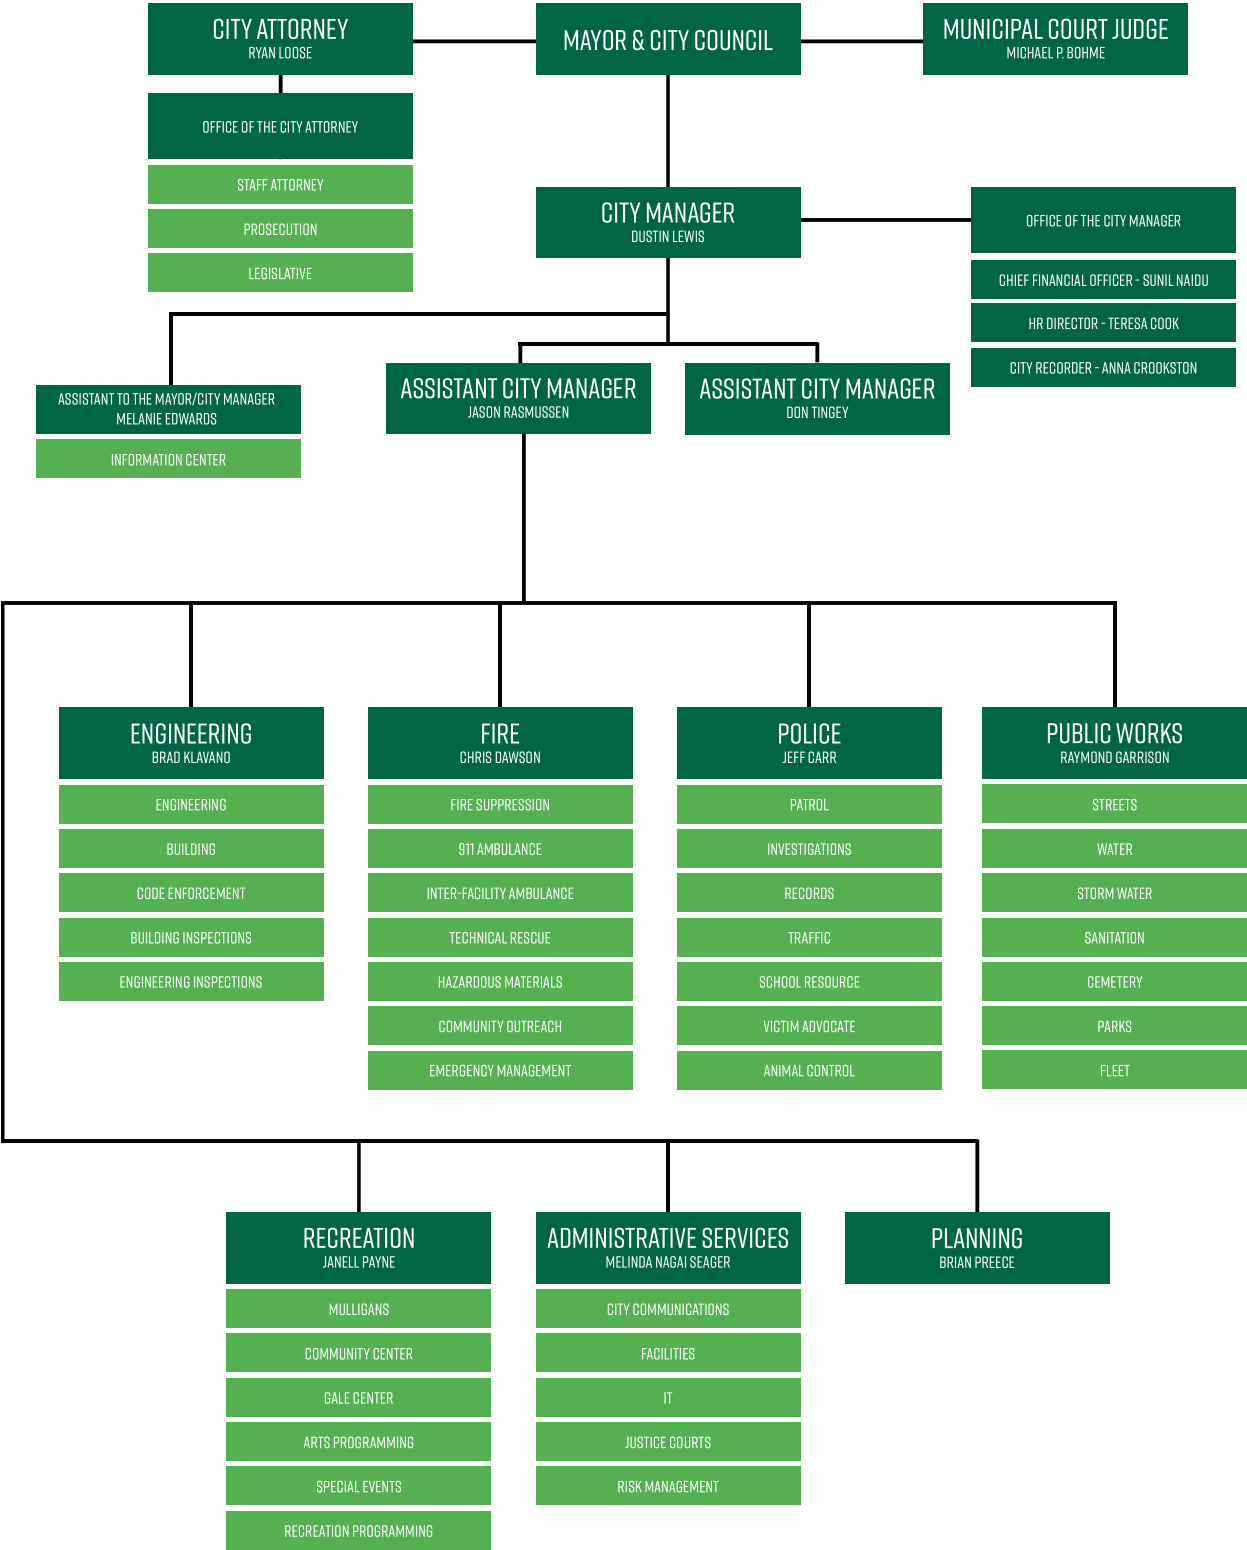 CITY ATTORNEY
RYAN LOOSE
MAYOR & CITY COUNCIL
MUNICIPAL COURT JUDGE
MICHAEL P. BOHME
OFFICE OF THE CITY ATTORNEY
STAFF ATTORNEY
PROSECUTION
LEGISLATIVE
CITY MANAGER
DUSTIN LEWIS
OFFICE OF THE CITY MANAGER
CHIEF FINANCIAL OFFICER - SUNIL NAIDU
HR DIRECTOR - TERESA COOK
CITY RECORDER - ANNA CROOKSTON
ASSISTANT TO THE MAYOR/CITY MANAGER
MELANIE EDWARDS
INFORMATION CENTER
ASSISTANT CITY MANAGER
JASON RASMUSSEN
ASSISTANT CITY MANAGER
DON TINGEY
ENGINEERING
BRAD KLAVANO
ENGINEERING
BUILDING
CODE ENFORCEMENT
BUILDING INSPECTIONS
ENGINEERING INSPECTIONS
FIRE
CHRIS DAWSON
FIRE SUPPRESSION
911 AMBULANCE
INTER-FACILITY AMBULANCE
TECHNICAL RESCUE
HAZARDOUS MATERIALS
COMMUNITY OUTREACH
EMERGENCY MANAGEMENT
POLICE
JEFF CARR
PATROL
INVESTIGATIONS
RECORDS
TRAFFIC
SCHOOL RESOURCE
VICTIM ADVOCATE
ANIMAL CONTROL
PUBLIC WORKS
RAYMOND GARRISON
STREETS
WATER
STORM WATER
SANITATION
CEMETERY
PARKS
FLEET
RECREATION
JANELL PAYNE
MULLIGANS
COMMUNITY CENTER
GALE CENTER
ARTS PROGRAMMING
SPECIAL EVENTS
RECREATION PROGRAMMING
ADMINISTRATIVE SERVICES
MELINDA NAGAI SEAGER
CITY COMMUNICATIONS
FACILITIES
IT
JUSTICE COURTS
RISK MANAGEMENT
PLANNING
BRIAN PREECE